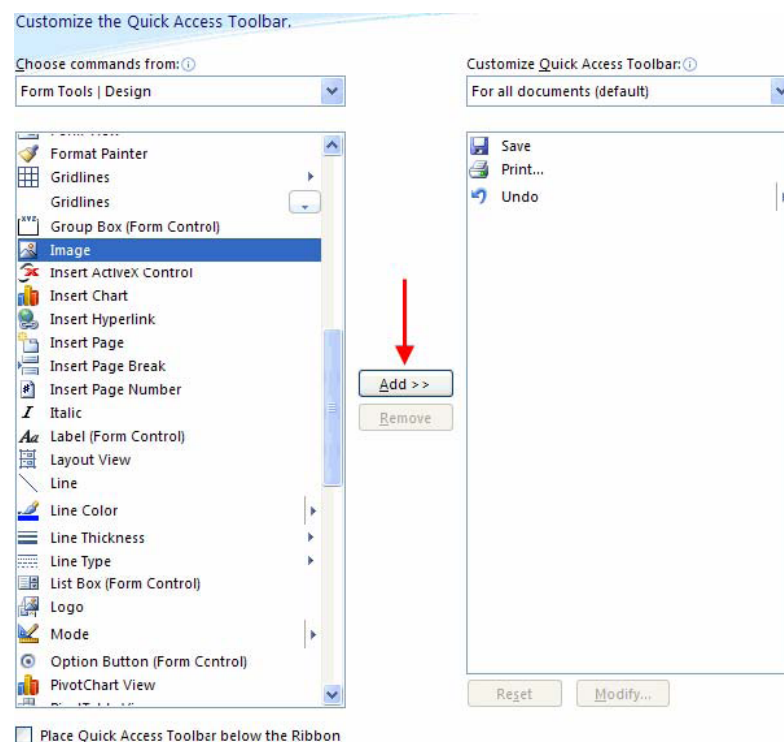 Customize the Quick Access Toolbar.
Choose commands from:
Form Tools | Design
Format Painter
Gridlines
Gridlines
Group Box (Form Control)
Image
Insert ActiveX Control
Insert Chart
Insert Hyperlink
Insert Page
Insert Page Break
Insert Page Number
Italic
Label (Form Control)
Layout View
Line
Line Color
Line Thickness
Line Type
List Box (Form Control)
Logo
Mode
Option Button (Form Control)
PivotChart View
Place Quick Access Toolbar below the Ribbon
Add >>
Remove
Customize Quick Access Toolbar:
For all documents (default)
Save
Print...
Undo
Reset
Modify...